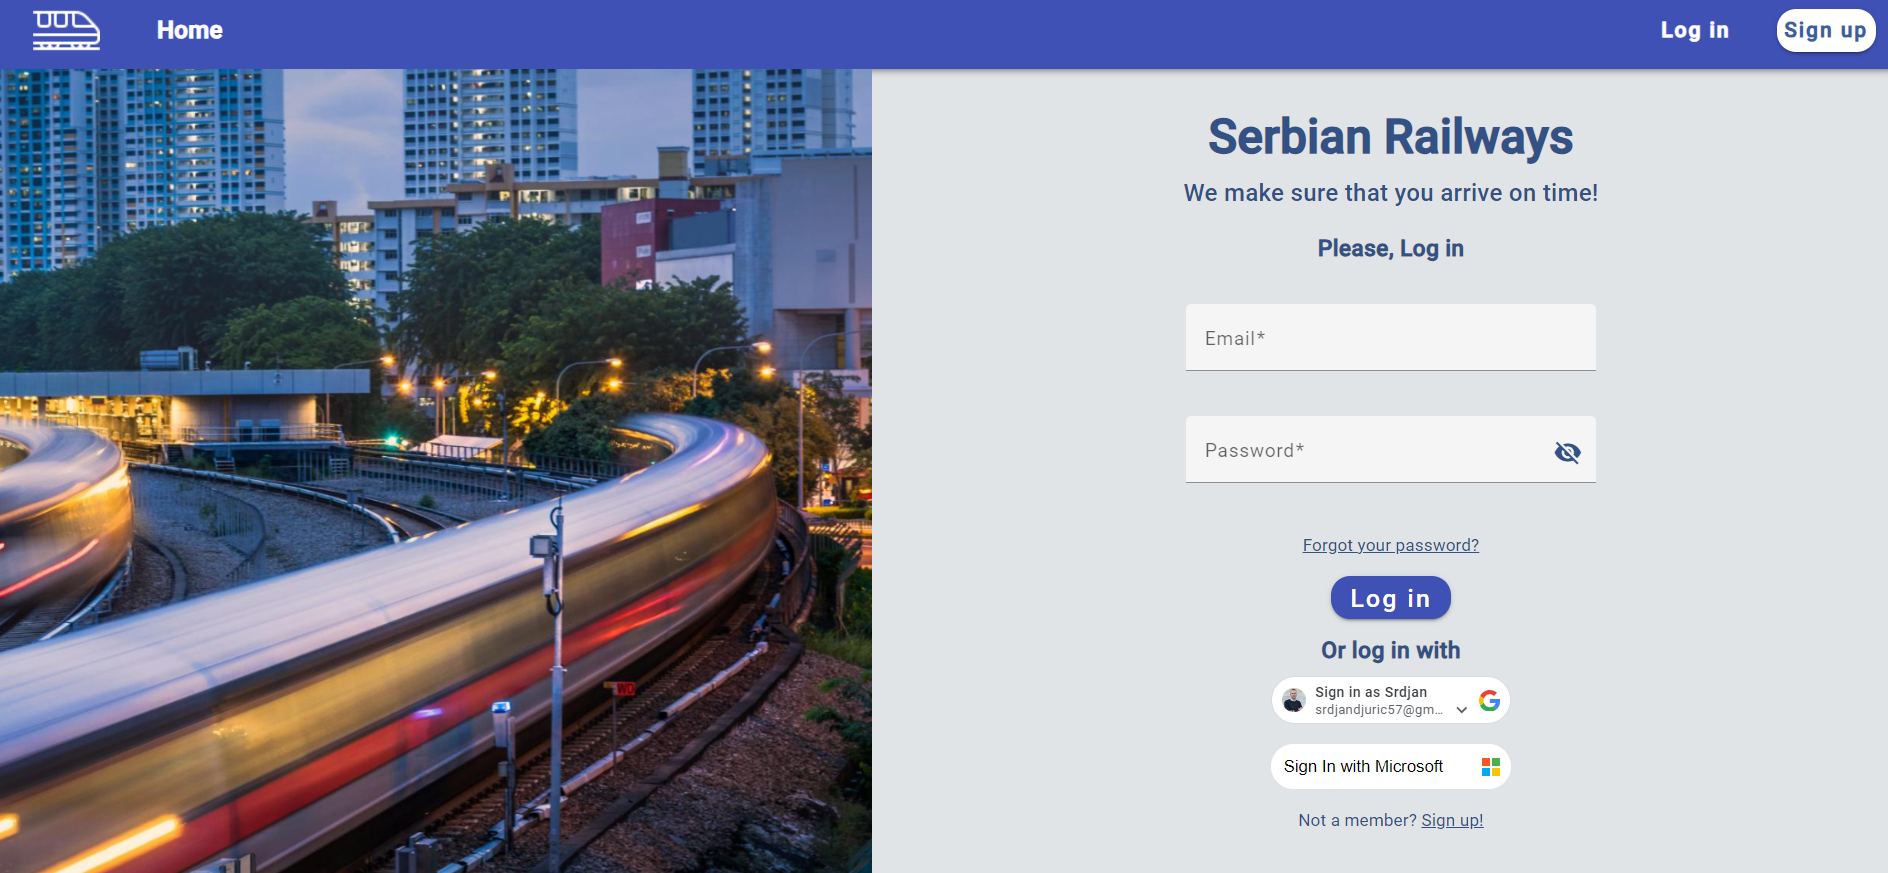 Home
Log in
Sign up
Serbian Railways
We make sure that you arrive on time!
Please, Log in
Email*
Password*
Forgot your password?
Log in
Or log in with
Sign in as Srdjan
srdjandjuric57@gm...
Sign In with Microsoft
Not a member? Sign up!